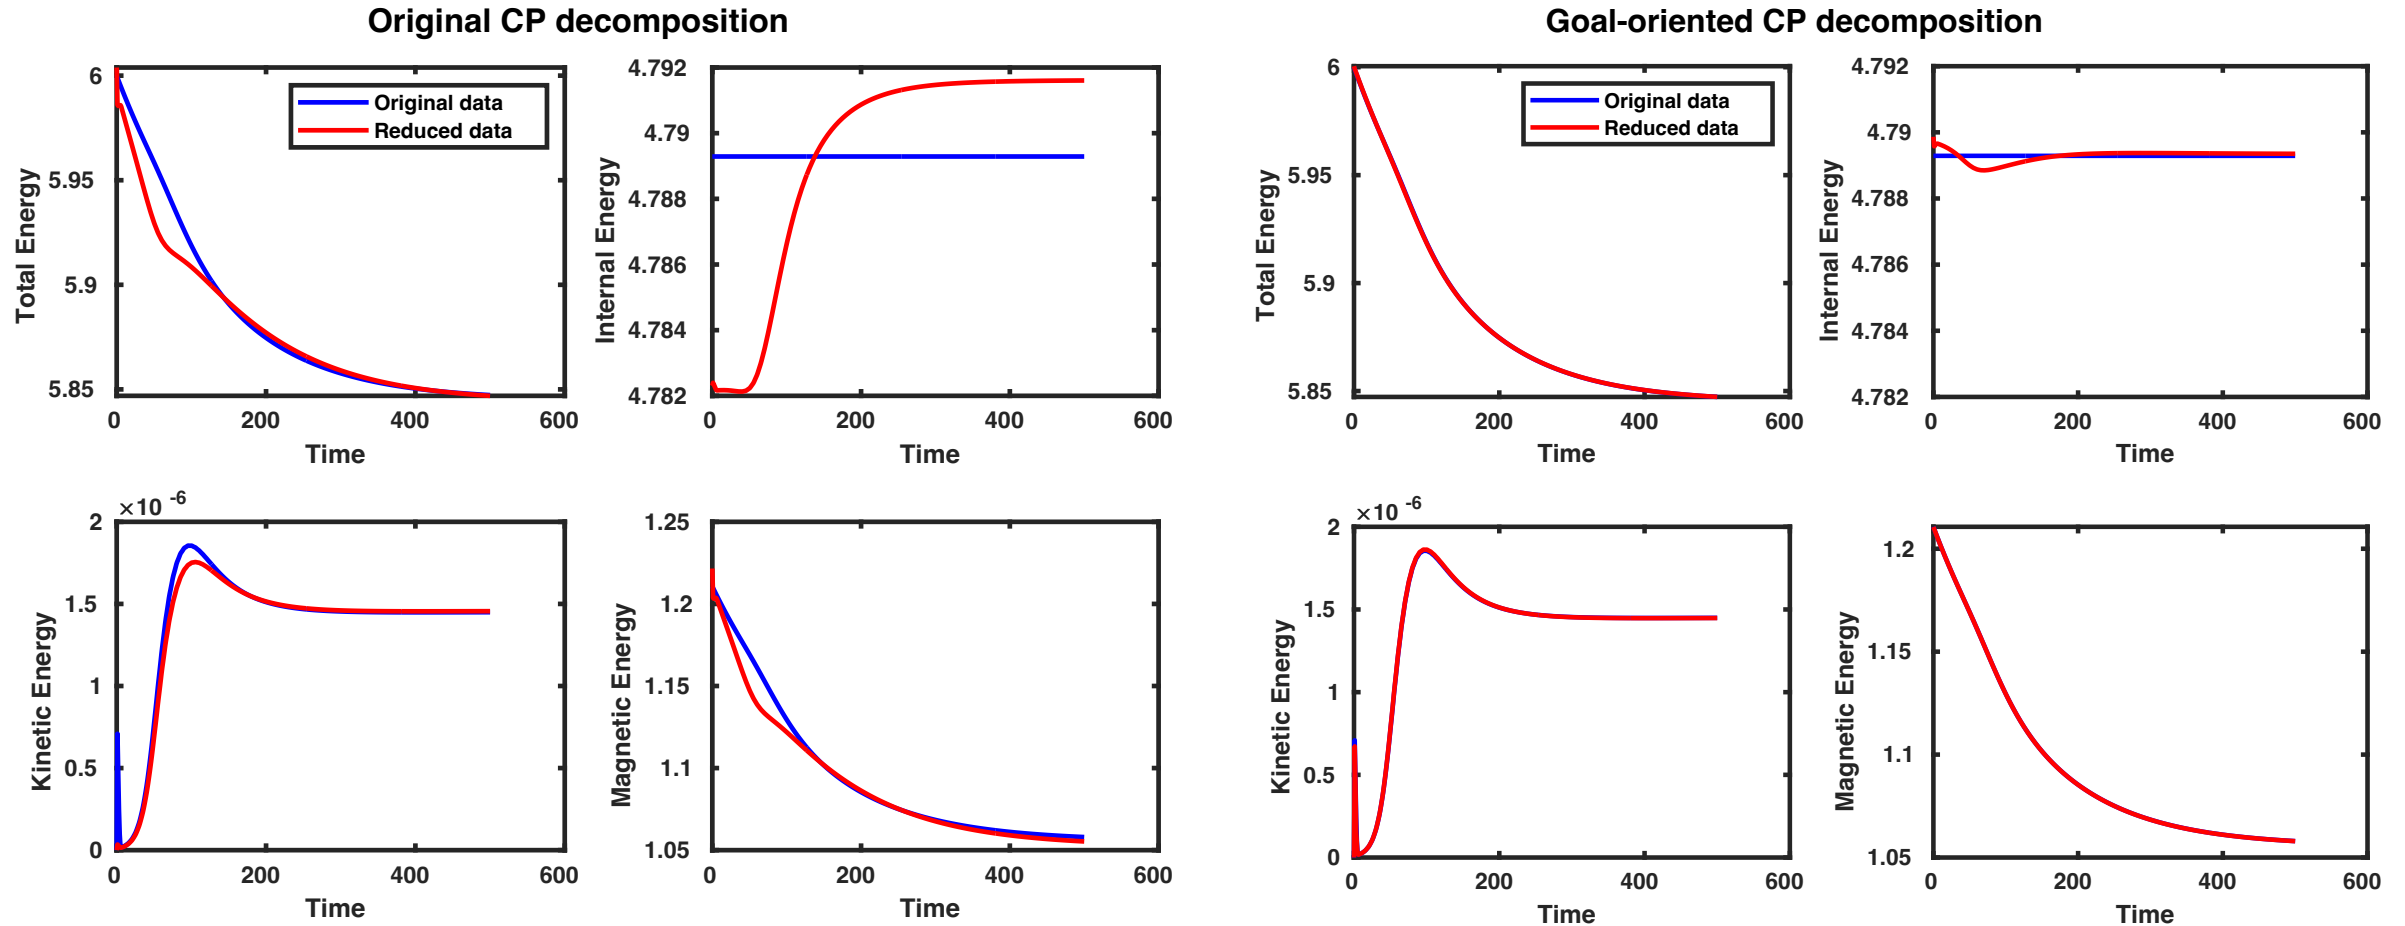 Original CP decomposition
Total Energy
6
5.95
5.9
5.85
0 200 400 600
Time
Original data
Reduced data
Internal Energy
4.792
4.79
4.788
4.786
4.784
4.782
0 200 400 600
Time
×10 -6
Kinetic Energy
2
1.5
1
0.5
0
0 200 400 600
Time
Magnetic Energy
1.25
1.2
1.15
1.1
1.05
0 200 400 600
Time
Goal-oriented CP decomposition
Total Energy
6
5.95
5.9
5.85
0 200 400 600
Time
Original data
Reduced data
Internal Energy
4.792
4.79
4.788
4.786
4.784
4.782
0 200 400 600
Time
×10 -6
Kinetic Energy
2
1.5
1
0.5
0
0 200 400 600
Time
Magnetic Energy
1.2
1.15
1.1
1.05
0 200 400 600
Time